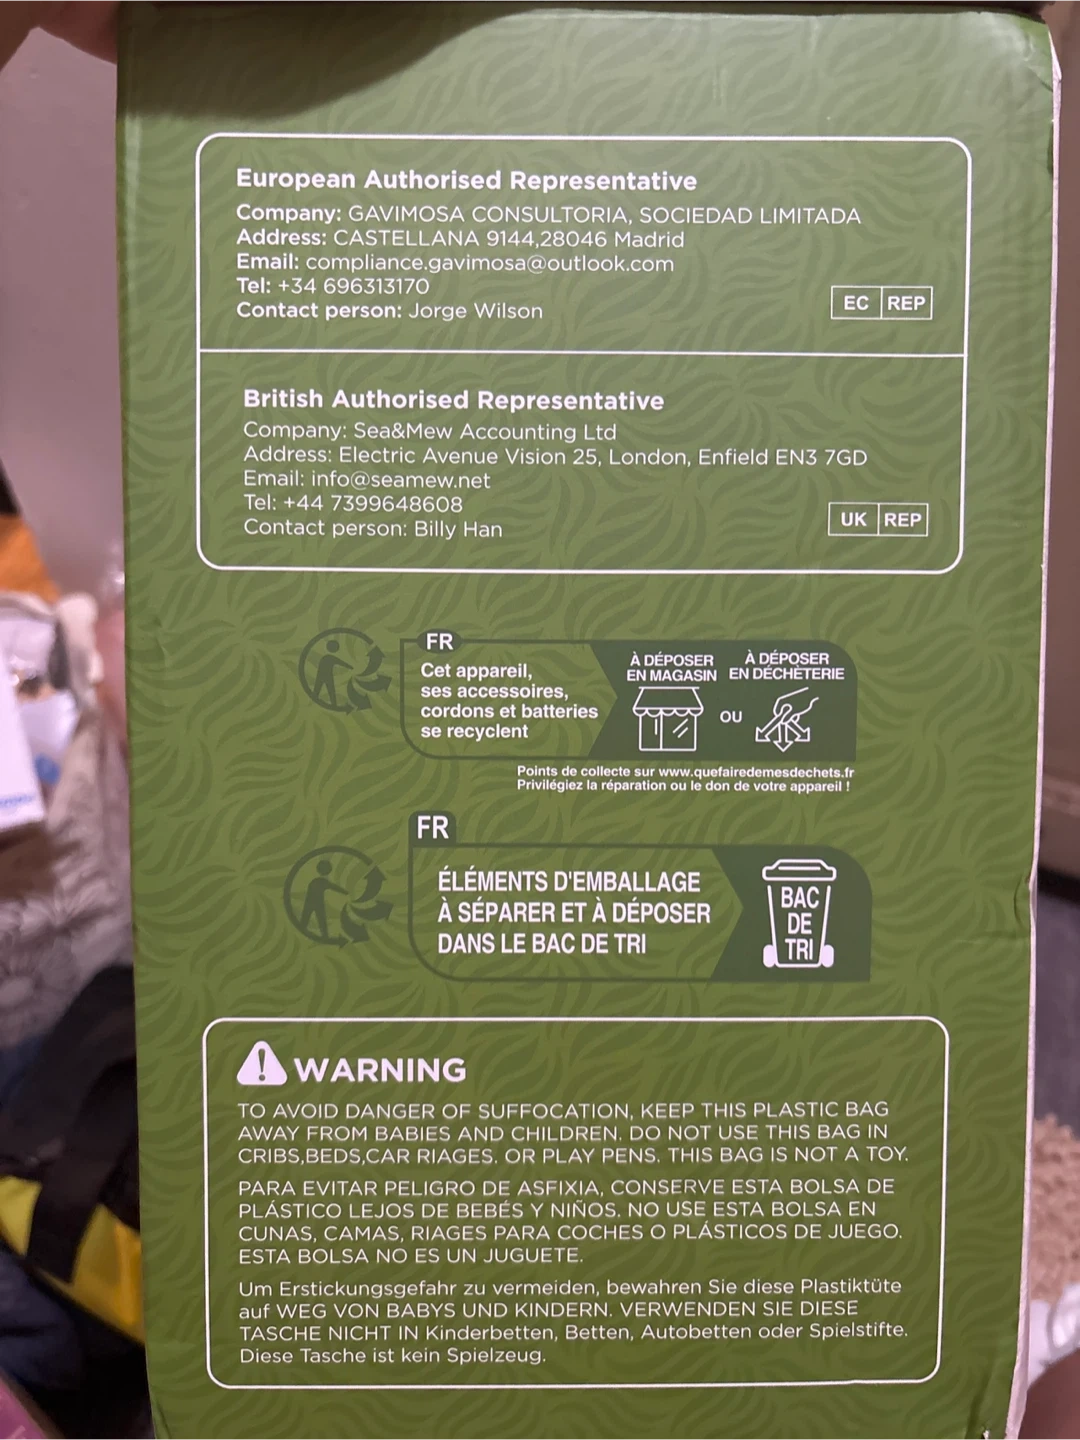 European Authorised Representative
Company: GAVIMOSA CONSULTORIA, SOCIEDAD LIMITADA
Address: CASTELLANA 9144,28046 Madrid
Email: compliance.gavimosa@outlook.com
Tel: +34 696313170
Contact person: Jorge Wilson
EC REP
British Authorised Representative
Company: Sea&Mew Accounting Ltd
Address: Electric Avenue Vision 25, London, Enfield EN3 7GD
Email: info@seamew.net
Tel: +44 7399648608
Contact person: Billy Han
UK REP
FR
Cet appareil,
ses accessoires,
cordons et batteries
se recyclent
À DÉPOSER
EN MAGASIN
OU
À DÉPOSER
EN DÉCHÈTERIE
Points de collecte sur www.quefairedemesdechets.fr
Privilégiez la réparation ou le don de votre appareil !
FR
ÉLÉMENTS D'EMBALLAGE
À SÉPARER ET À DÉPOSER
DANS LE BAC DE TRI
BAC
DE
TRI
WARNING
TO AVOID DANGER OF SUFFOCATION, KEEP THIS PLASTIC BAG
AWAY FROM BABIES AND CHILDREN. DO NOT USE THIS BAG IN
CRIBS,BEDS,CAR RIAGES. OR PLAY PENS. THIS BAG IS NOT A TOY.
PARA EVITAR PELIGRO DE ASFIXIA, CONSERVE ESTA BOLSA DE
PLÁSTICO LEJOS DE BEBÉS Y NIÑOS. NO USE ESTA BOLSA EN
CUNAS, CAMAS, RIAGES PARA COCHES O PLÁSTICOS DE JUEGO.
ESTA BOLSA NO ES UN JUGUETE.
Um Erstickungsgefahr zu vermeiden, bewahren Sie diese Plastiktüte
auf WEG VON BABYS UND KINDERN. VERWENDEN SIE DIESE
TASCHE NICHT IN Kinderbetten, Betten, Autobetten oder Spielstifte.
Diese Tasche ist kein Spielzeug.